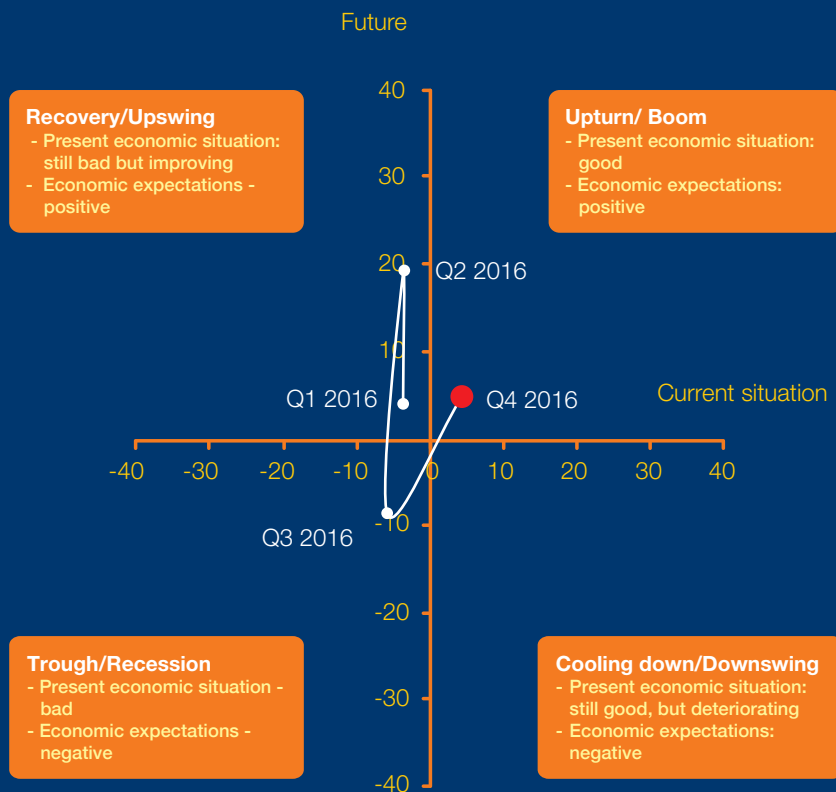 Future
40
Recovery/Upswing
- Present economic situation:
still bad but improving
- Economic expectations -
positive
Upturn/ Boom
- Present economic situation:
good
- Economic expectations:
positive
30
20
Q2 2016
10
Q1 2016
Q4 2016
Current situation
-40 -30 -20 -10 0 10 20 30 40
Q3 2016
-10
-20
Trough/Recession
- Present economic situation -
bad
- Economic expectations -
negative
Cooling down/Downswing
- Present economic situation:
still good, but deteriorating
- Economic expectations:
negative
-30
-40